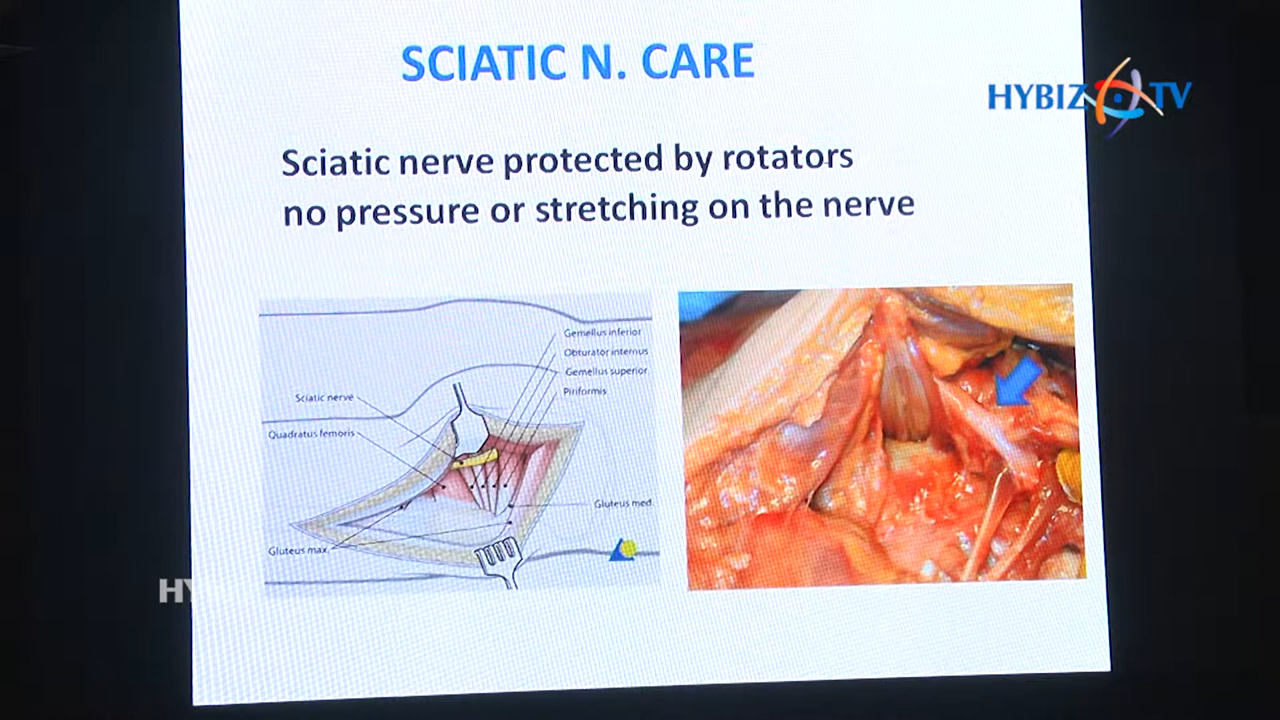 SCIATIC N. CARE
HYBIZ TV
Sciatic nerve protected by rotators
no pressure or stretching on the nerve
Gemellus inferior
Obturator internus
Gemellus superior
Piriformis
Sciatic nerve
Quadratus femoris
Gluteus med.
Gluteus max.
HY